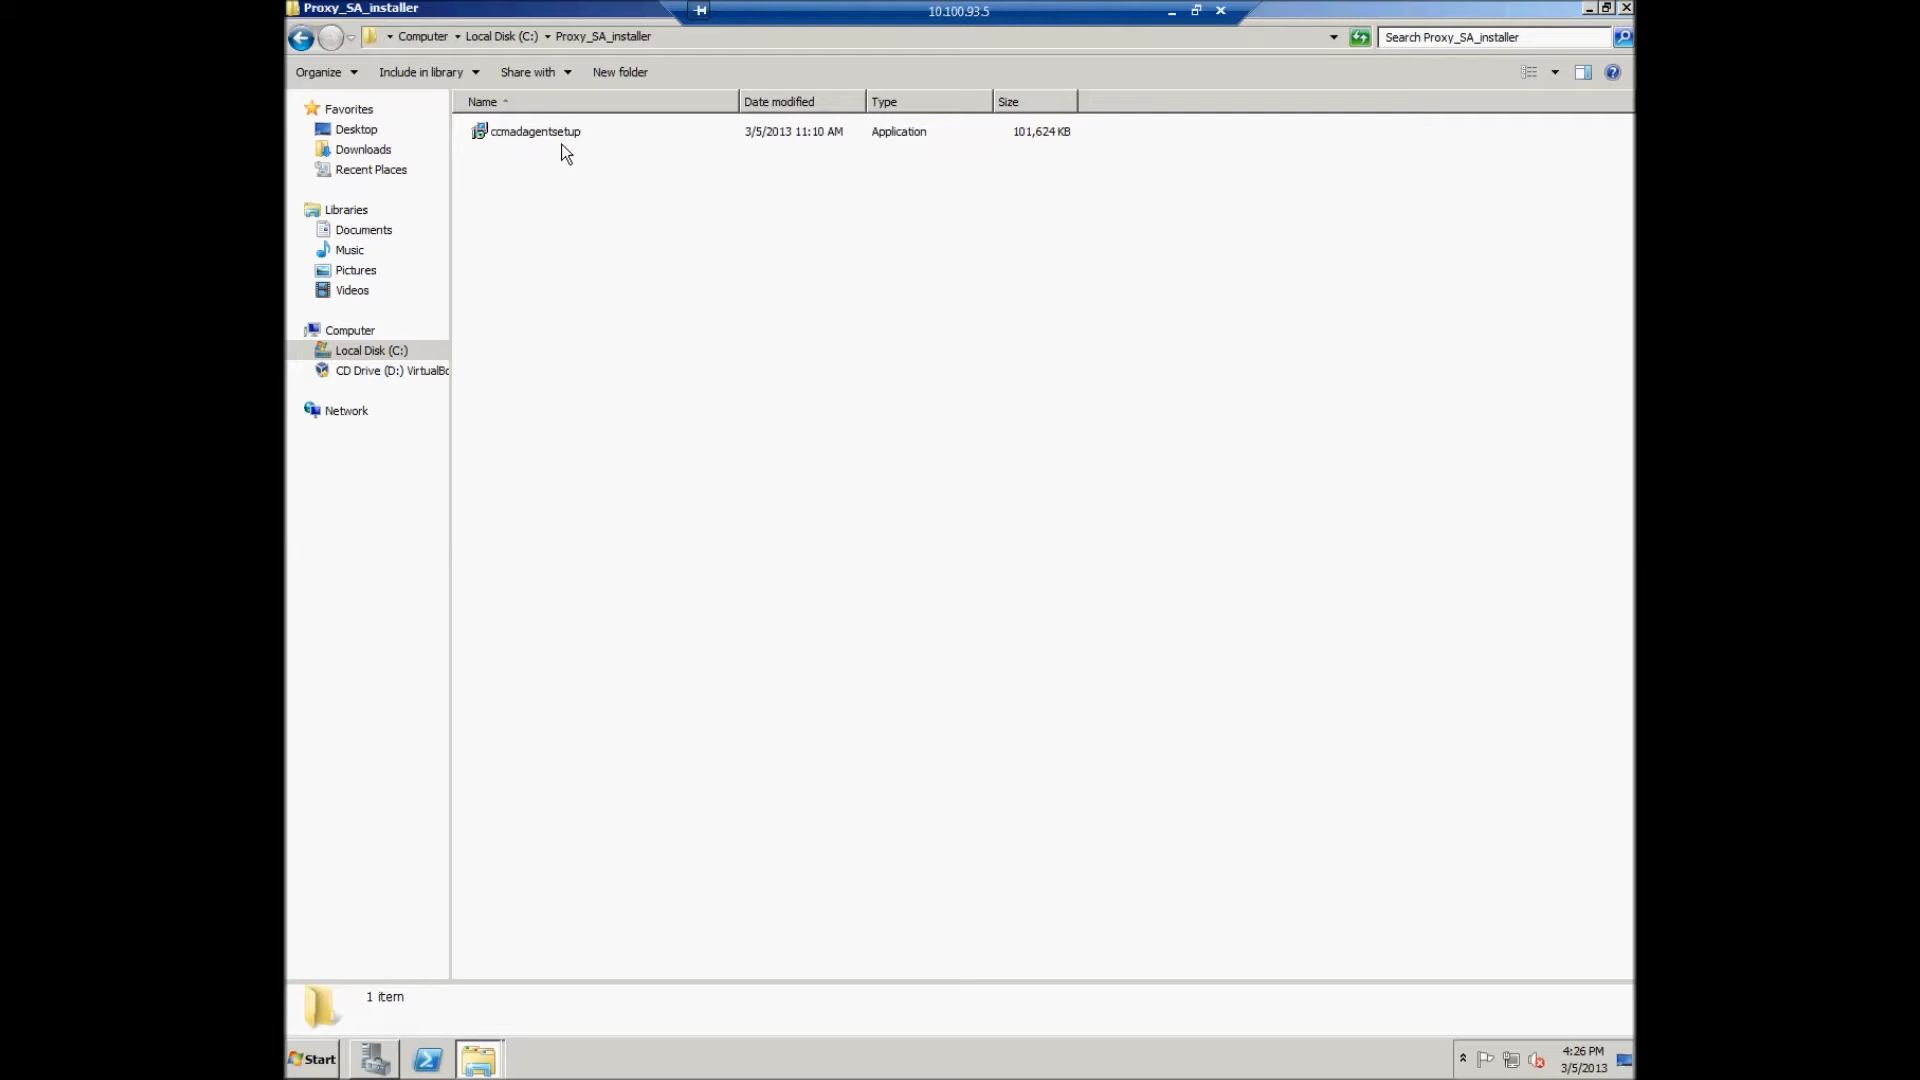 Proxy_SA_installer
10.100.93.5
Computer Local Disk (C:) Proxy_SA_installer
Search Proxy_SA_installer
Organize Include in library Share with New folder
Name Date modified Type Size
ccmadagentsetup 3/5/2013 11:10 AM Application 101,624 KB
Favorites
Desktop
Downloads
Recent Places
Libraries
Documents
Music
Pictures
Videos
Computer
Local Disk (C:)
CD Drive (D:) VirtualBo
Network
1 item
Start
4:26 PM
3/5/2013